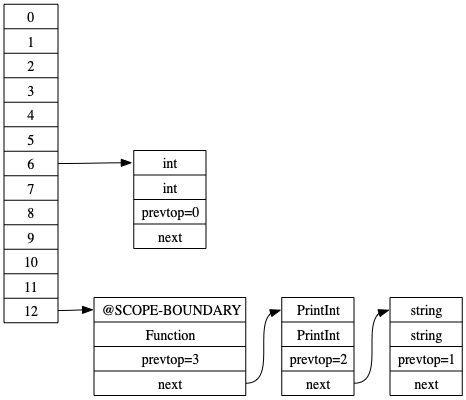 0
1
2
3
4
5
6
7
8
9
10
11
12
int
int
prevtop=0
next
@SCOPE-BOUNDARY
Function
prevtop=3
next
PrintInt
PrintInt
prevtop=2
next
string
string
prevtop=1
next